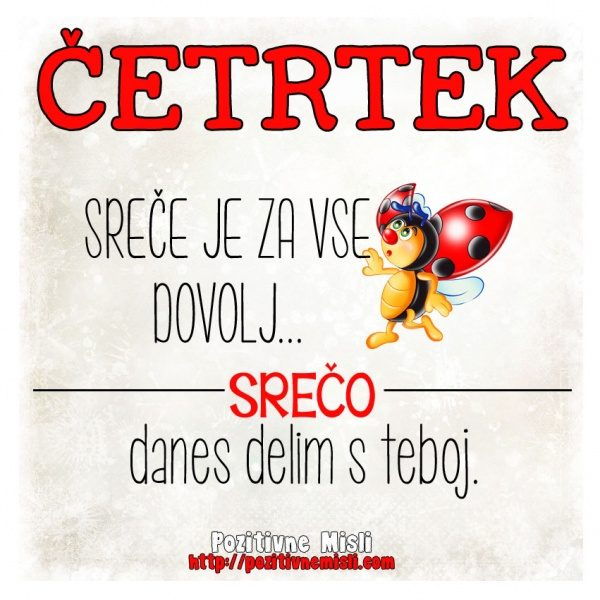 ČETRTEK
SREČE JE ZA VSE
DOVOLJ...
SREČO
danes delim s teboj.
Pozitivne Misli
http://pozitivnemisli.com